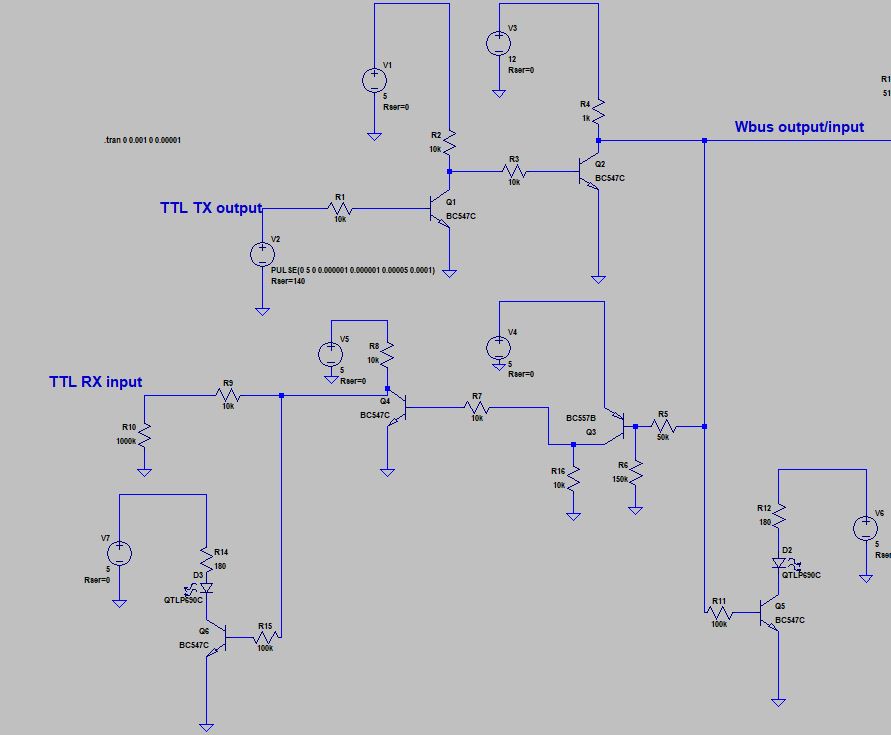 V1
5
Rser=0
V3
12
Rser=0
R1
51
.tran 0 0.001 0 0.00001
R2
10k
R4
1k
Wbus output/input
R3
10k
Q2
BC547C
TTL TX output
R1
10k
Q1
BC547C
V2
PULSE(0 5 0 0.000001 0.000001 0.00005 0.0001)
Rser=140
V5
5
Rser=0
R8
10k
V4
5
Rser=0
TTL RX input
R9
10k
Q4
BC547C
R7
10k
BC557B
Q3
R5
50k
R10
1000k
R16
10k
R6
150k
V7
5
Rser=0
R14
180
D3
QTLP690C
Q6
BC547C
R15
100k
R12
180
V6
5
Rser
D2
QTLP690C
R11
100k
Q5
BC547C